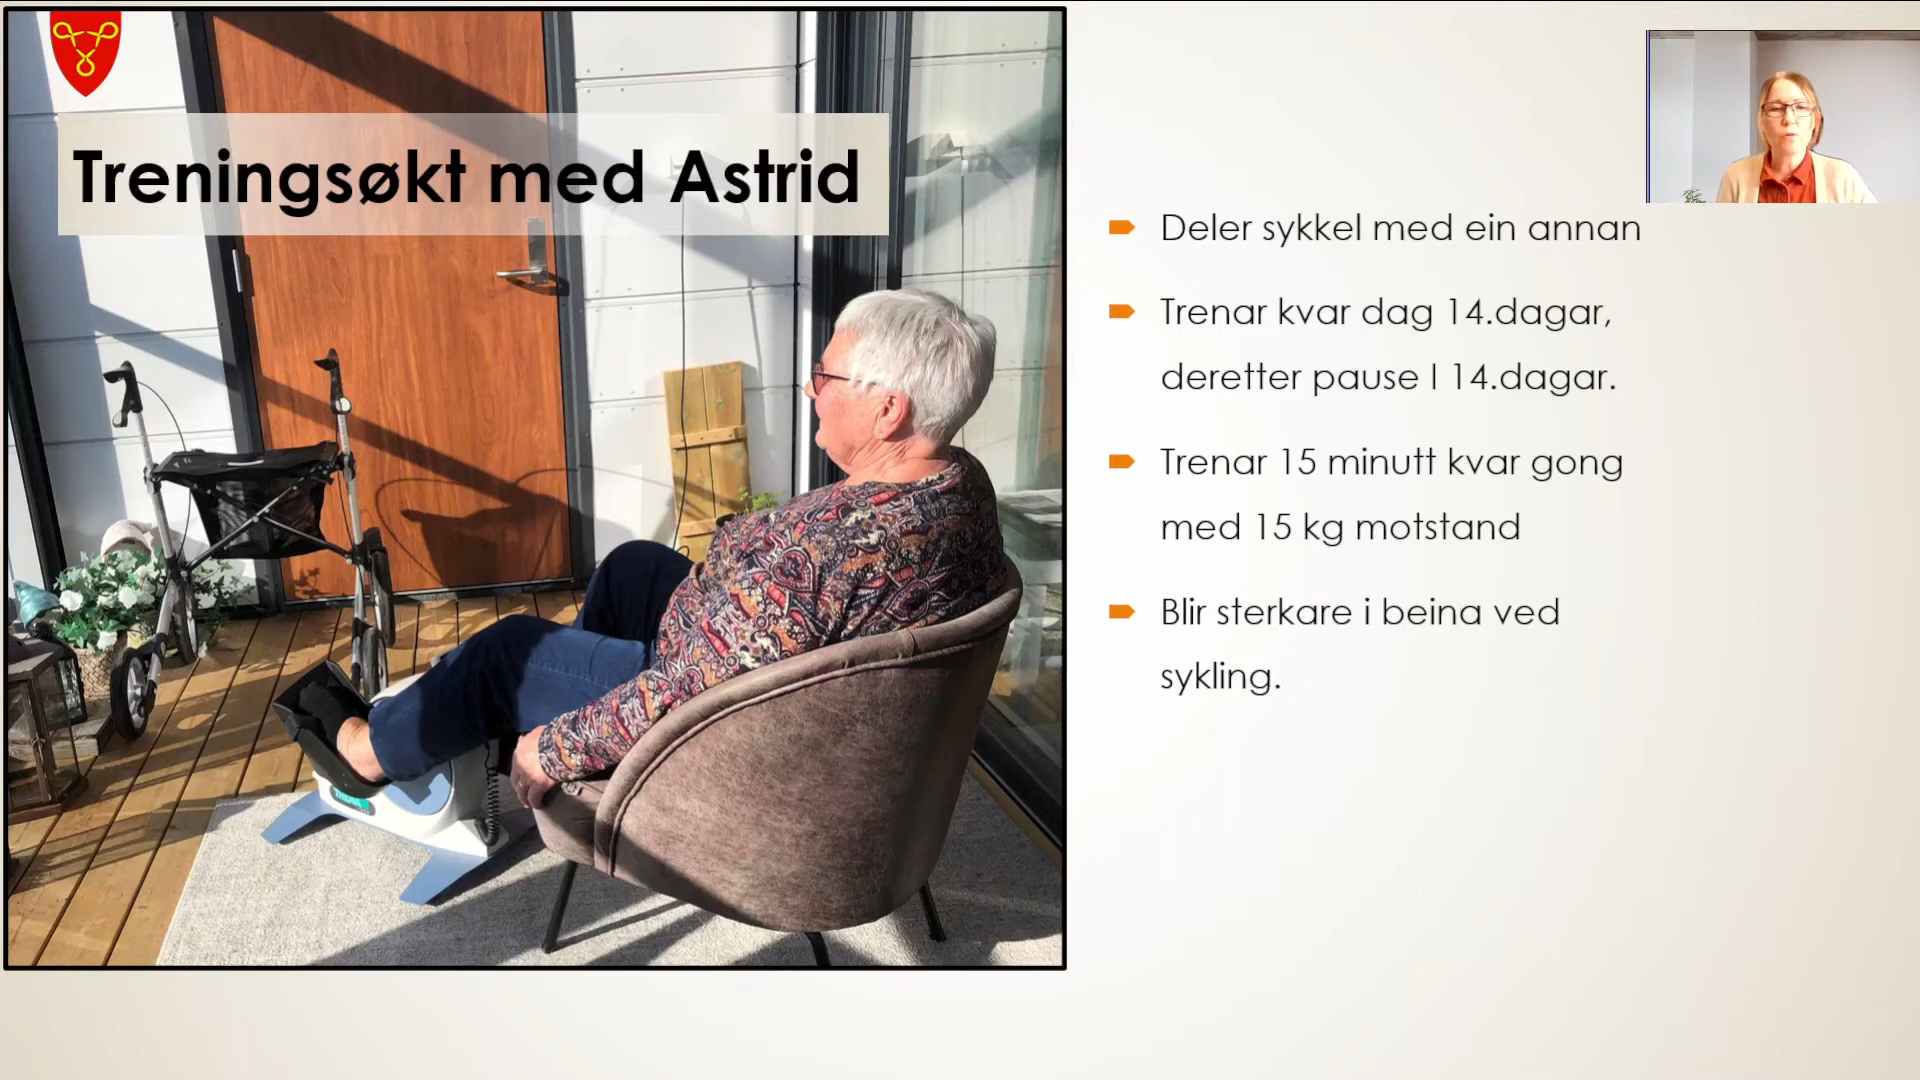 Treningsøkt med Astrid
Deler sykkel med ein annan
Trenar kvar dag 14.dagar,
deretter pause I 14.dagar.
Trenar 15 minutt kvar gong
med 15 kg motstand
Blir sterkare i beina ved
sykling.